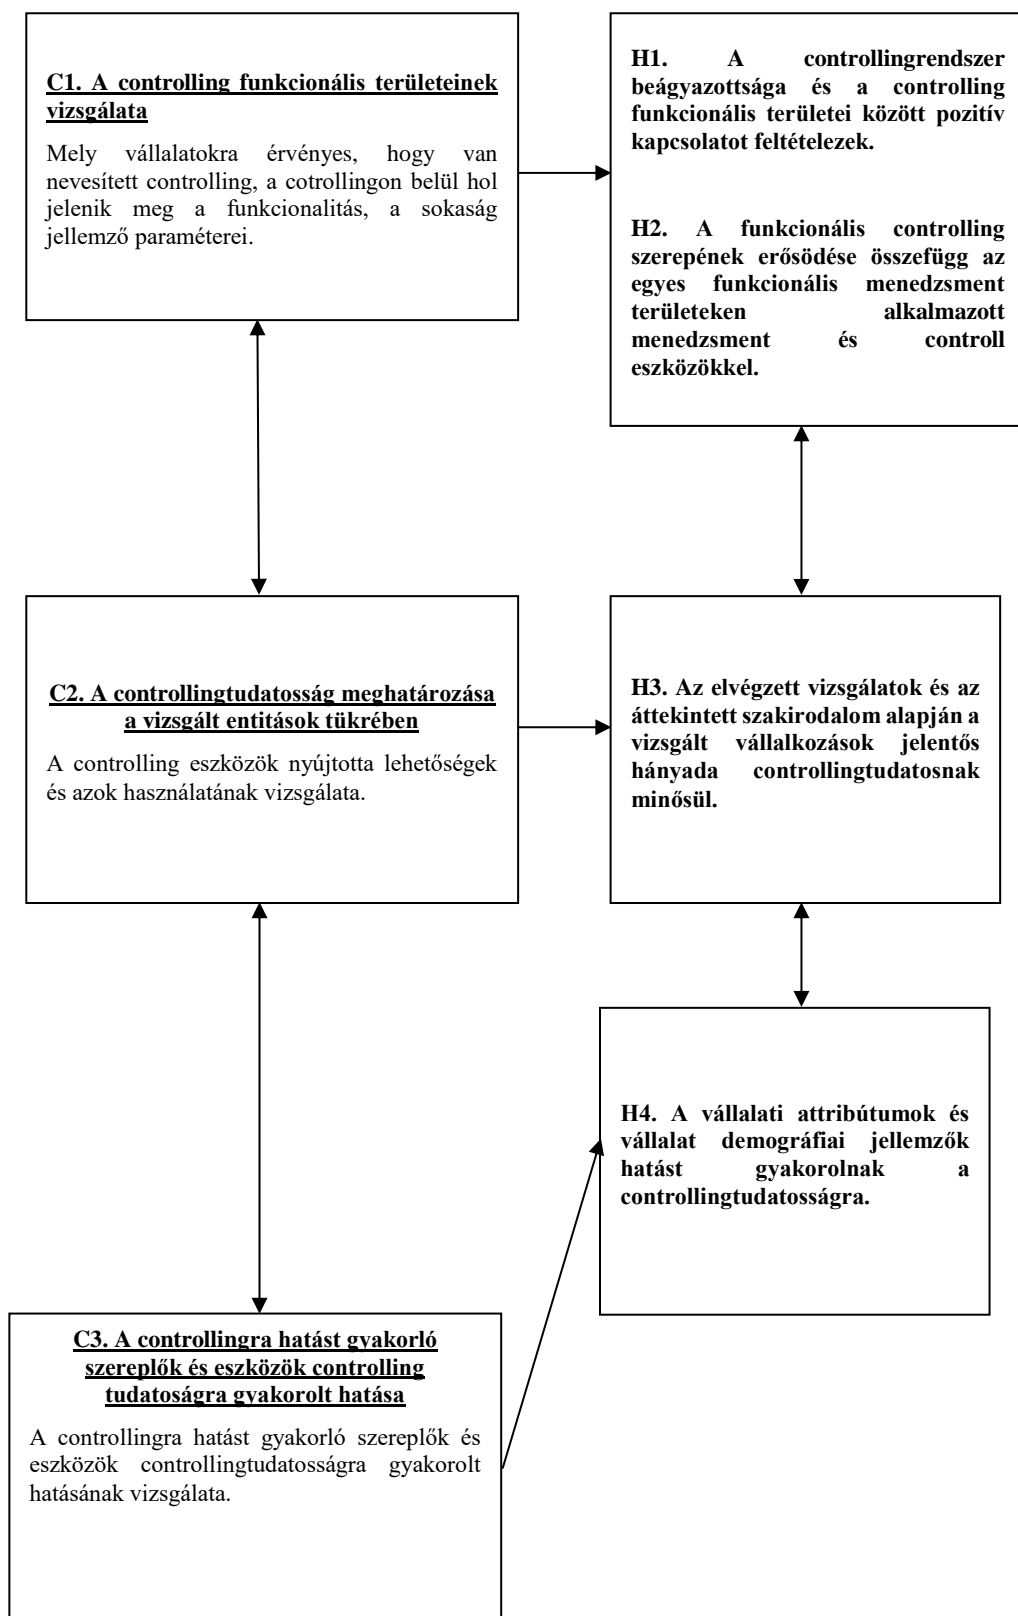 C1. A controlling funkcionális területeinek
vizsgálata
Mely vállalatokra érvényes, hogy van
nevesített controlling, a cotrollingon belül hol
jelenik meg a funkcionalitás, a sokaság
jellemző paraméterei.
H1. A controllingrendszer
beágyazottsága és a controlling
funkcionális területei között pozitív
kapcsolatot feltételezek.
H2. A funkcionális controlling
szerepének erősödése összefügg az
egyes funkcionális menedzsment
területeken alkalmazott
menedzsment és controll
eszközökkel.
C2. A controllingtudatosság meghatározása
a vizsgált entitások tükrében
A controlling eszközök nyújtotta lehetőségek
és azok használatának vizsgálata.
H3. Az elvégzett vizsgálatok és az
áttekintett szakirodalom alapján a
vizsgált vállalkozások jelentős
hányada controllingtudatosnak
minősül.
H4. A vállalati attribútumok és
vállalat demográfiai jellemzők
hatást gyakorolnak a
controllingtudatosságra.
C3. A controllingra hatást gyakorló
szereplők és eszközök controlling
tudatoságra gyakorolt hatása
A controllingra hatást gyakorló szereplők és
eszközök controllingtudatosságra gyakorolt
hatásának vizsgálata.